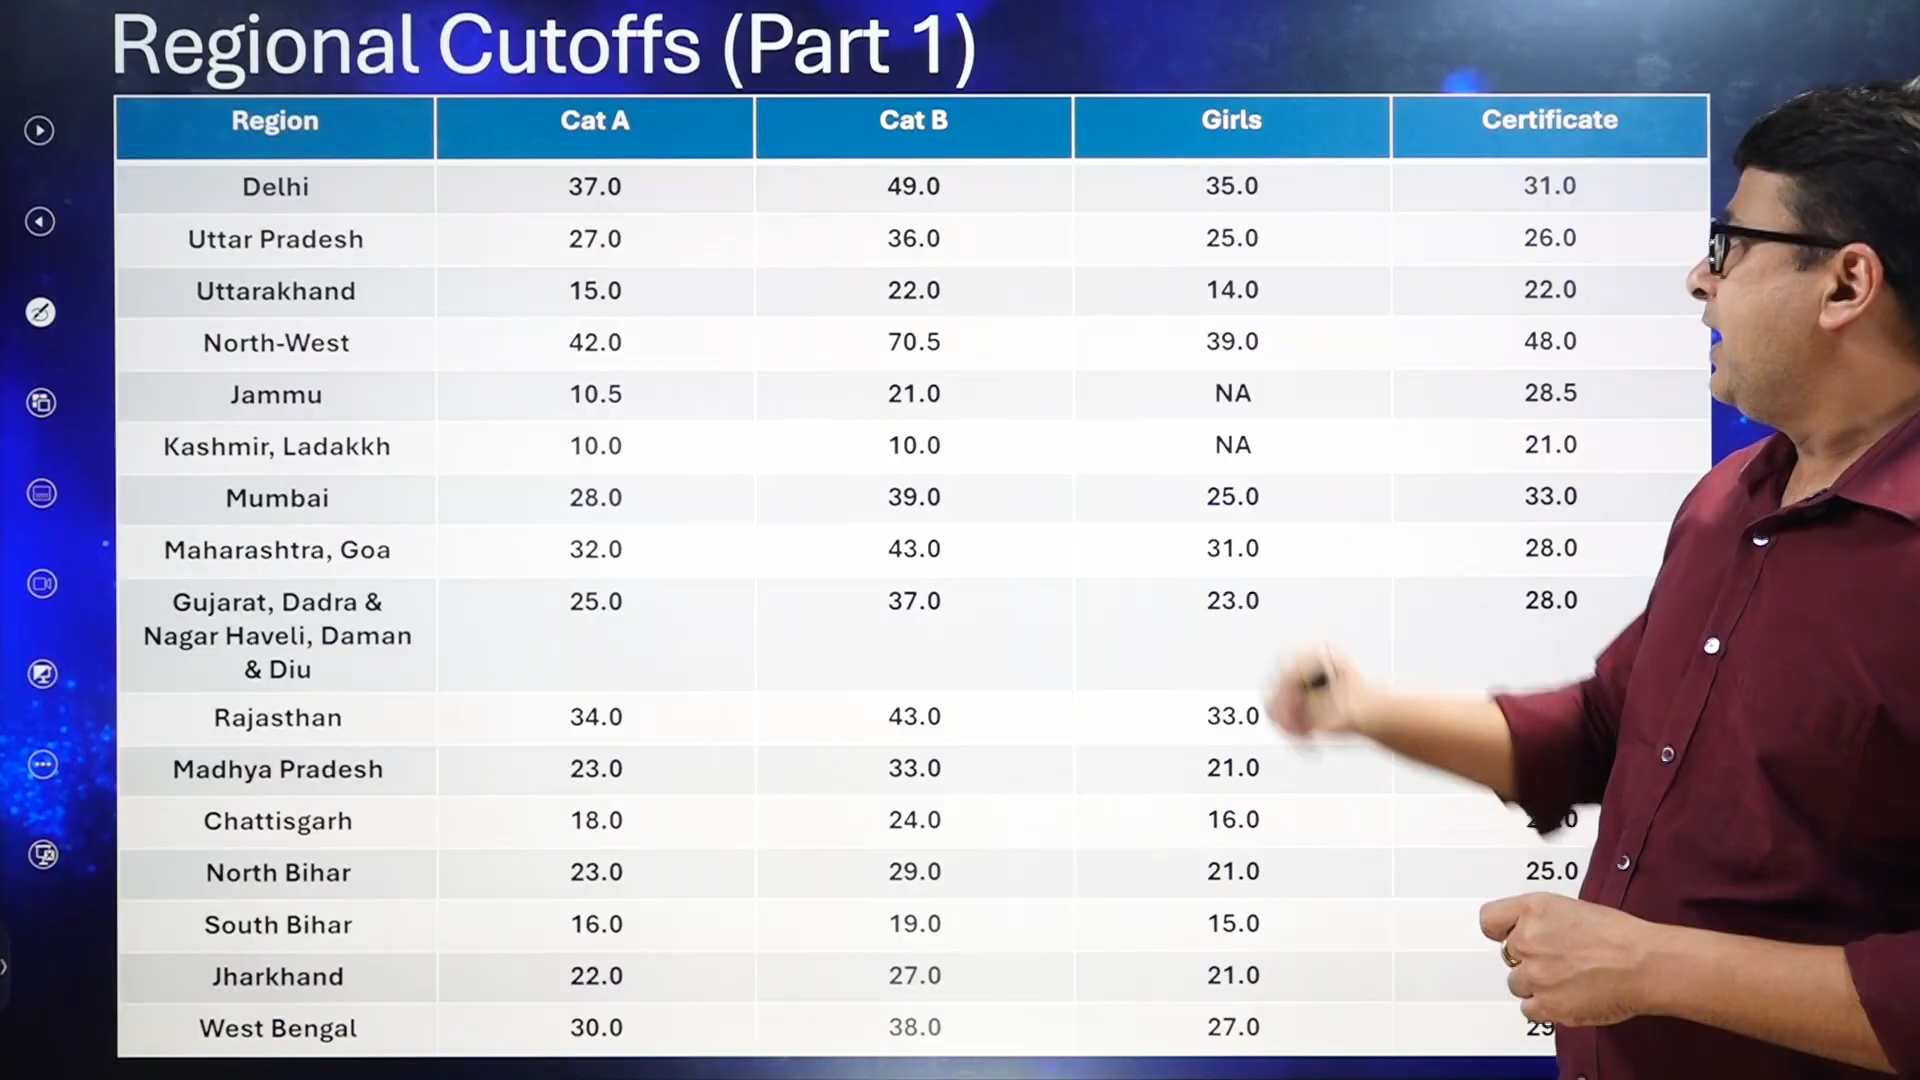 Regional Cutoffs (Part 1)
Region Cat A Cat B Girls Certificate
Delhi 37.0 49.0 35.0 31.0
Uttar Pradesh 27.0 36.0 25.0 26.0
Uttarakhand 15.0 22.0 14.0 22.0
North-West 42.0 70.5 39.0 48.0
Jammu 10.5 21.0 NA 28.5
Kashmir, Ladakkh 10.0 10.0 NA 21.0
Mumbai 28.0 39.0 25.0 33.0
Maharashtra, Goa 32.0 43.0 31.0 28.0
Gujarat, Dadra & 25.0 37.0 23.0 28.0
Nagar Haveli, Daman
& Diu
Rajasthan 34.0 43.0 33.0
Madhya Pradesh 23.0 33.0 21.0
Chattisgarh 18.0 24.0 16.0
North Bihar 23.0 29.0 21.0 25.0
South Bihar 16.0 19.0 15.0
Jharkhand 22.0 27.0 21.0
West Bengal 30.0 38.0 27.0